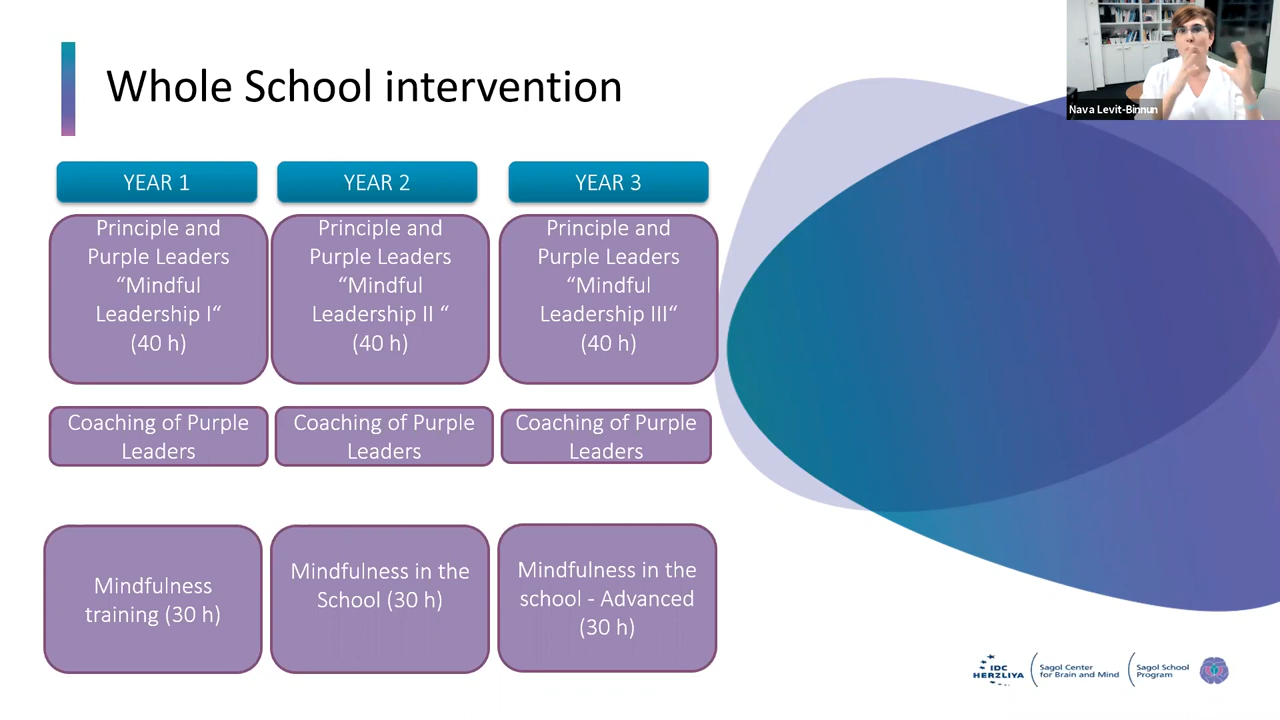 Whole School intervention
Nava Levit-Binnun
YEAR 1
YEAR 2
YEAR 3
Principle and
Purple Leaders
“Mindful
Leadership I“
(40 h)
Principle and
Purple Leaders
“Mindful
Leadership II “
(40 h)
Principle and
Purple Leaders
“Mindful
Leadership III“
(40 h)
Coaching of Purple
Leaders
Coaching of Purple
Leaders
Coaching of Purple
Leaders
Mindfulness
training (30 h)
Mindfulness in the
School (30 h)
Mindfulness in the
school - Advanced
(30 h)
IDC
HERZLIYA
Sagol Center
for Brain and Mind
Sagol School
Program